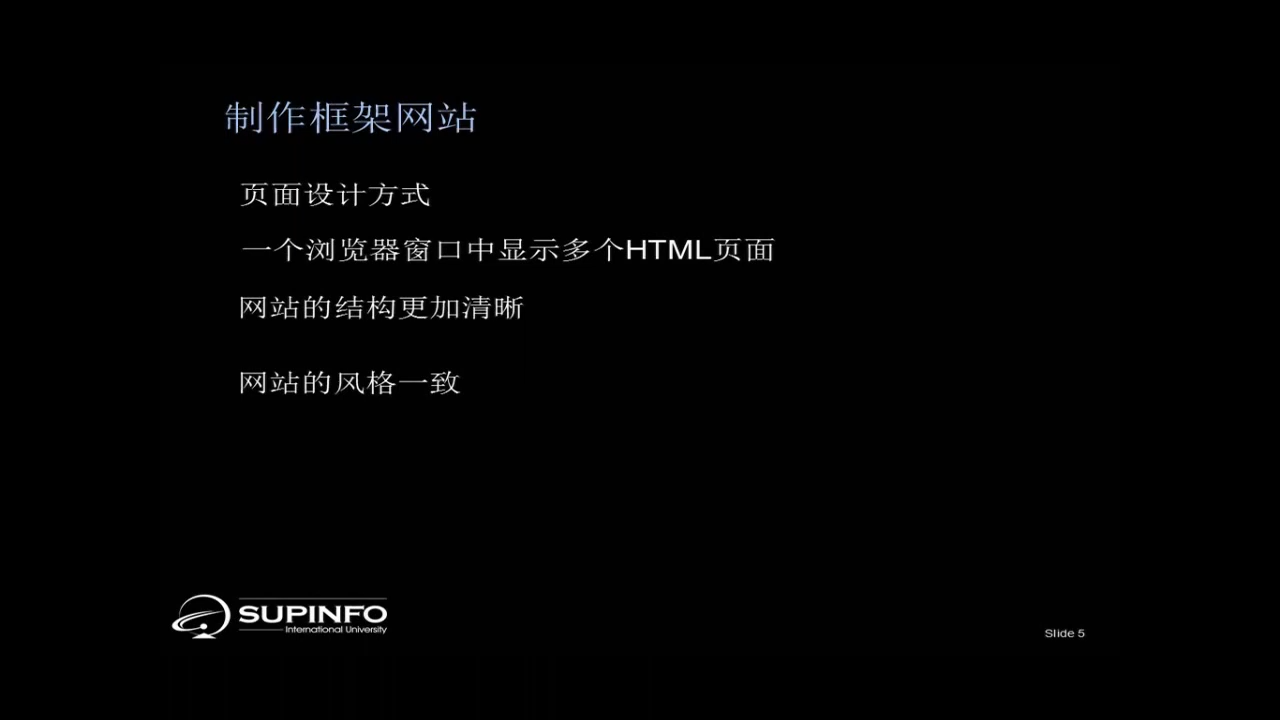 制作框架网站
页面设计方式
一个浏览器窗口中显示多个HTML页面
网站的结构更加清晰
网站的风格一致
SUPINFO
International University
Slide 5